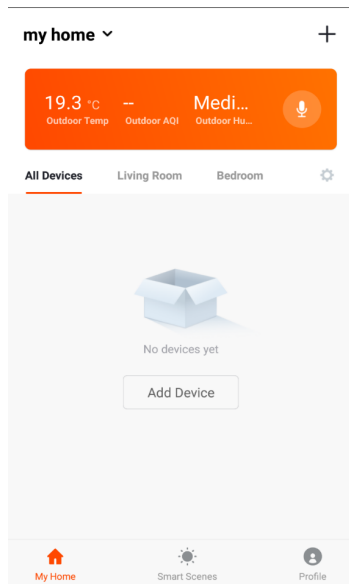 my home
19.3 °C -- Medi...
Outdoor Temp Outdoor AQI Outdoor Hu...
All Devices Living Room Bedroom
No devices yet
Add Device
My Home Smart Scenes Profile